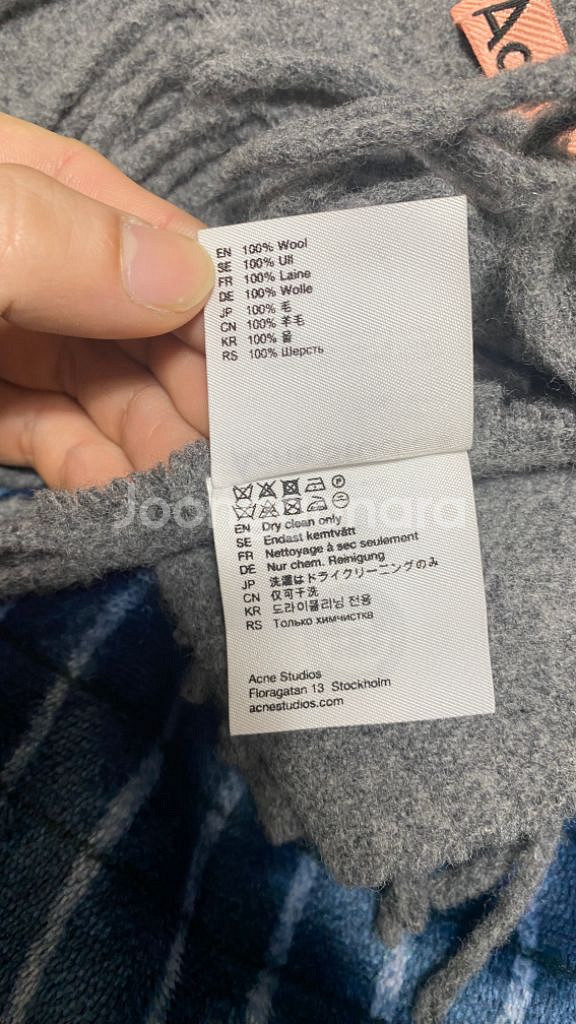 Ac
EN 100% Wool
SE 100% Ull
FR 100% Laine
DE 100% Wolle
JP 100% 毛
CN 100% 羊毛
KR 100% 울
RS 100% Шерсть
EN Dry clean only
SE Endast kemtvätt
FR Nettoyage à sec seulement
DE Nur chem. Reinigung
JP 洗濯はドライクリーニングのみ
CN 仅可干洗
KR 드라이클리닝 전용
RS Только химчистка
Acne Studios
Floragatan 13 Stockholm
acnestudios.com